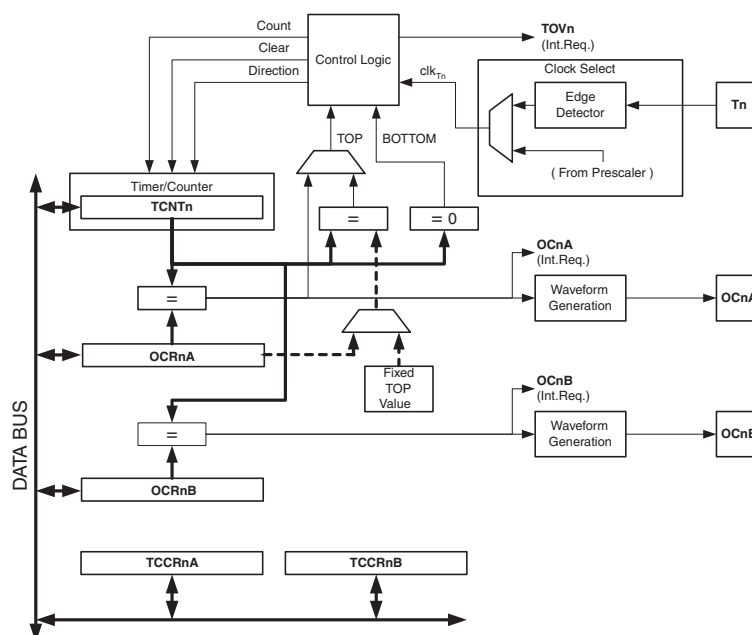 Count
Clear
Direction
Control Logic
TOVn
(Int.Req.)
clkTn
Clock Select
Edge
Detector
Tn
( From Prescaler )
TOP
BOTTOM
Timer/Counter
TCNTn
=
= 0
OCnA
(Int.Req.)
=
Waveform
Generation
OCnA
OCRnA
Fixed
TOP
Value
OCnB
(Int.Req.)
=
Waveform
Generation
OCnB
OCRnB
DATA BUS
TCCRnA
TCCRnB